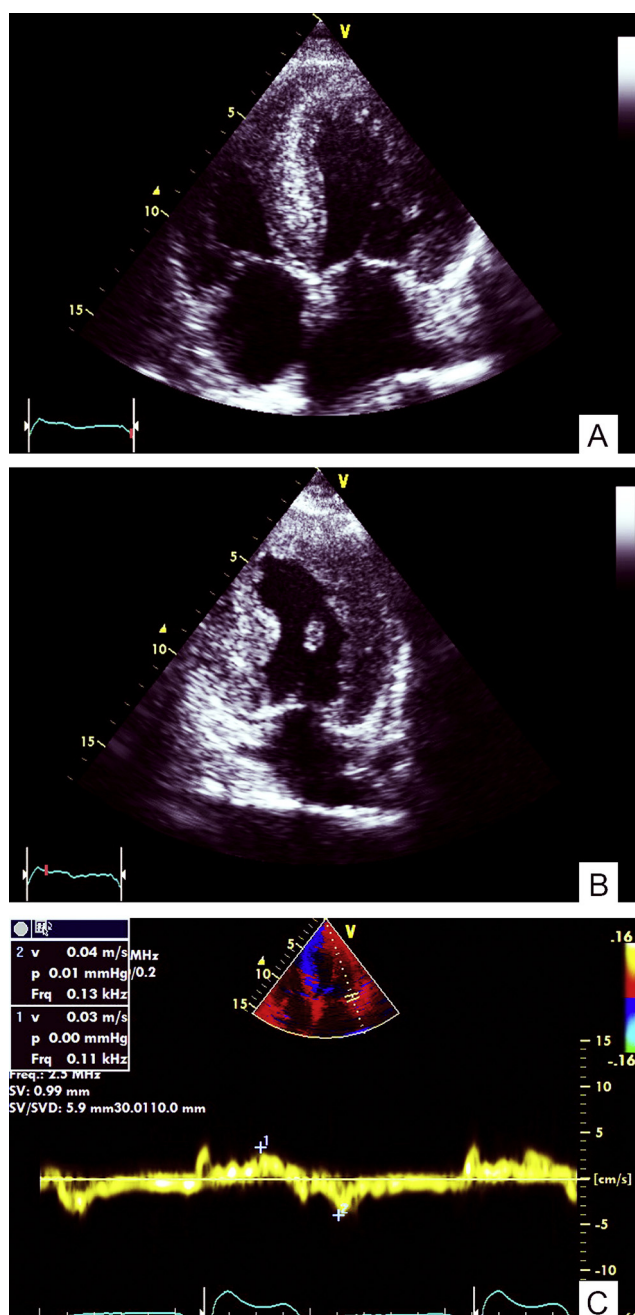 V
5
10
15
A
V
5
10
15
B
2 v 0.04 m/s
MHz
p 0.01 mmHg
/0.2
Frq 0.13 kHz
1 v 0.03 m/s
p 0.00 mmHg
Frq 0.11 kHz
Freq.: 2.5 MHz
SV: 0.99 mm
SV/SVD: 5.9 mm30.0110.0 mm
V
5
10
15
.16
-.16
15
10
5
[cm/s]
-5
-10
1
2
C